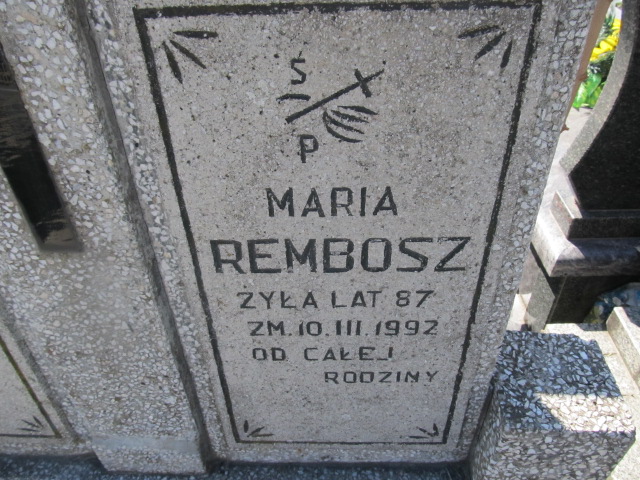 Ś
P
MARIA
REMBOSZ
ŻYŁA LAT 87
ZM. 10.III.1992
OD CAŁEJ
RODZINY